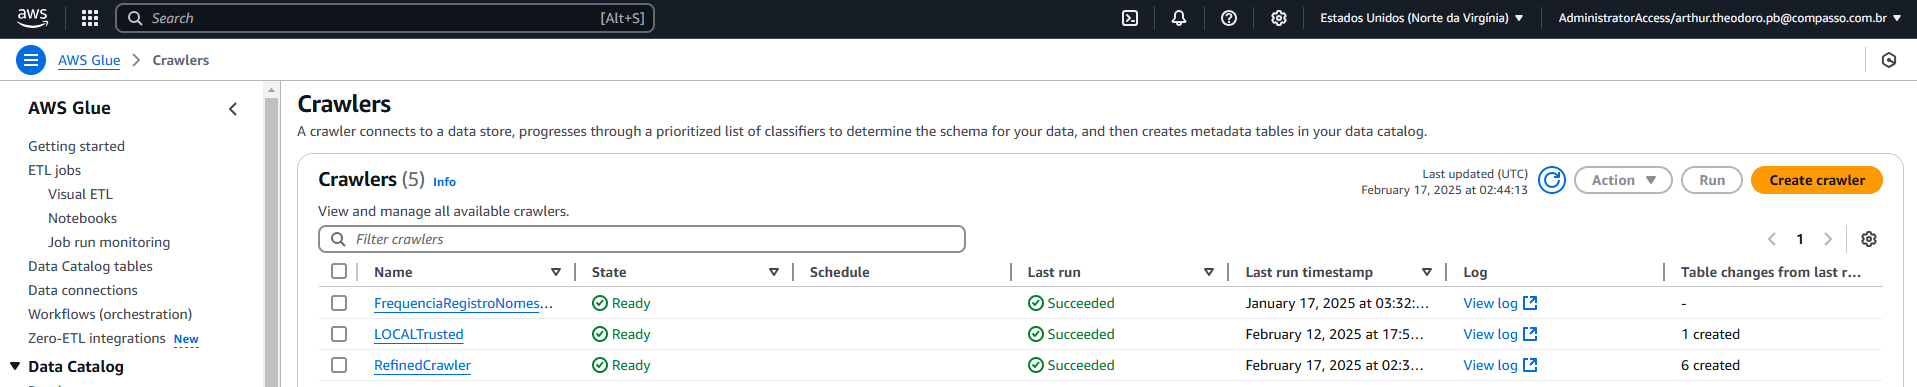 aws Search [Alt+S] Estados Unidos (Norte da Virgínia) AdministratorAccess/arthur.theodoro.pb@compasso.com.br
AWS Glue Crawlers
AWS Glue
Getting started
ETL jobs
Visual ETL
Notebooks
Job run monitoring
Data Catalog tables
Data connections
Workflows (orchestration)
Zero-ETL integrations New
Data Catalog
Crawlers
A crawler connects to a data store, progresses through a prioritized list of classifiers to determine the schema for your data, and then creates metadata tables in your data catalog.
Crawlers (5) Info
Last updated (UTC)
February 17, 2025 at 02:44:13
Action Run Create crawler
View and manage all available crawlers.
Filter crawlers
1
Name State Schedule Last run Last run timestamp Log Table changes from last r...
FrequenciaRegistroNomes... Ready Succeeded January 17, 2025 at 03:32:... View log -
LOCALTrusted Ready Succeeded February 12, 2025 at 17:5... View log 1 created
RefinedCrawler Ready Succeeded February 17, 2025 at 02:3... View log 6 created